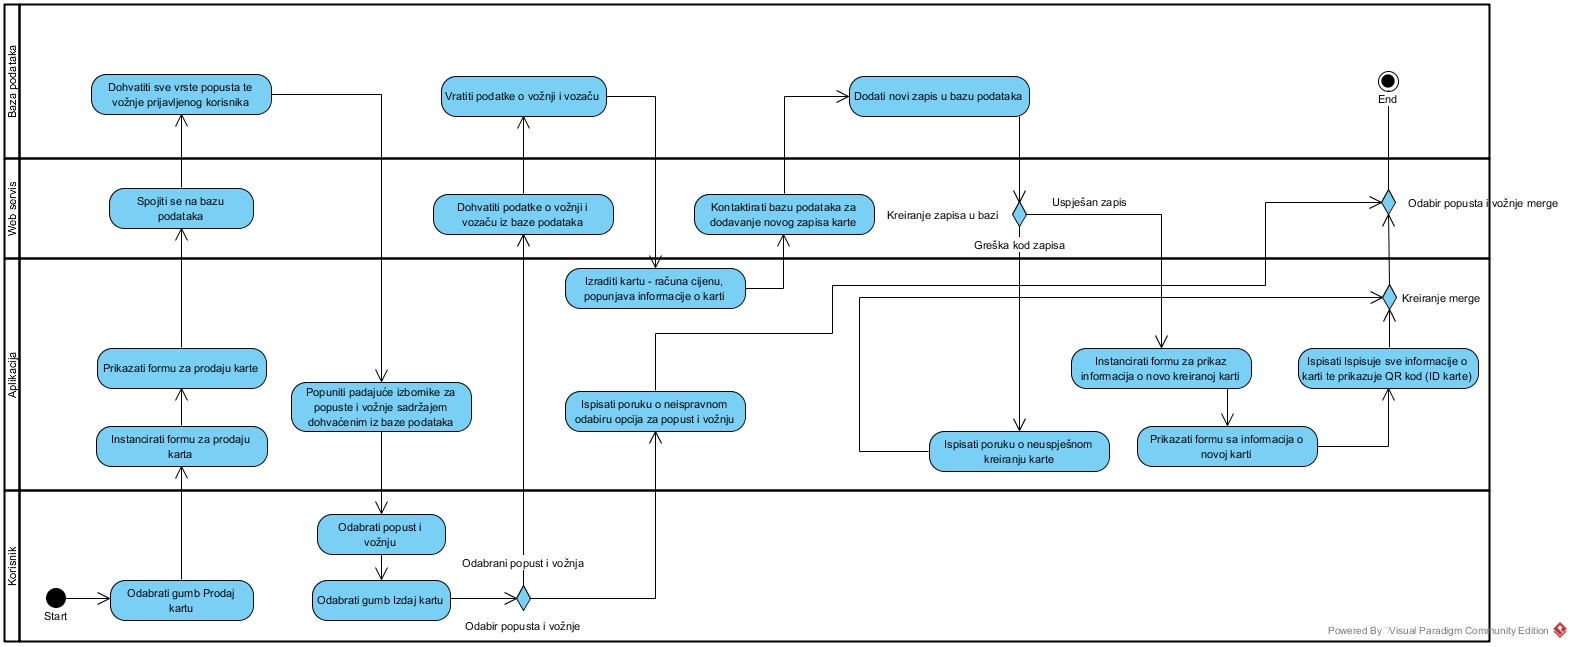 Baza podataka
Dohvatiti sve vrste popusta te
vožnje prijavljenog korisnika
Vratiti podatke o vožnji i vozaču
Dodati novi zapis u bazu podataka
End
Web servis
Spojiti se na bazu
podataka
Dohvatiti podatke o vožnji i
vozaču iz baze podataka
Kontaktirati bazu podataka za
dodavanje novog zapisa karte
Kreiranje zapisa u bazi
Uspješan zapis
Greška kod zapisa
Odabir popusta i vožnje merge
Aplikacija
Izraditi kartu - računa cijenu,
popunjava informacije o karti
Kreiranje merge
Prikazati formu za prodaju karte
Instancirati formu za prodaju
karta
Popuniti padajuće izbornike za
popuste i vožnje sadržajem
dohvaćenim iz baze podataka
Ispisati poruku o neispravnom
odabiru opcija za popust i vožnju
Ispisati poruku o neuspješnom
kreiranju karte
Instancirati formu za prikaz
informacija o novo kreiranoj karti
Prikazati formu sa informacija o
novoj karti
Ispisati Ispisuje sve informacije o
karti te prikazuje QR kod (ID karte)
Korisnik
Start
Odabrati gumb Prodaj
kartu
Odabrati popust i
vožnju
Odabrati gumb Izdaj kartu
Odabrani popust i vožnja
Odabir popusta i vožnje
Powered By Visual Paradigm Community Edition